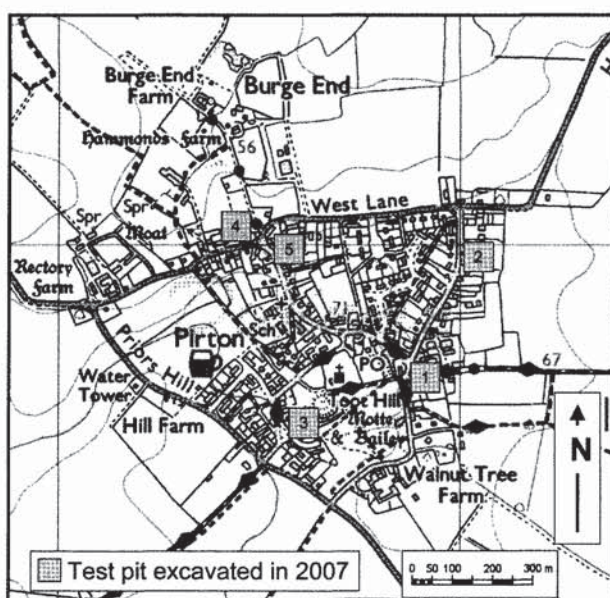 Burge End
Farm
Burge End
Hammonds Farm
56
West Lane
Spr
Spr
Moat
4
5
2
Rectory
Farm
71
Sch
Pirton
Priors Hill
PO
67
1
Water
Tower
Toot Hill
Motte
& Bailey
3
Hill Farm
Walnut Tree
Farm
N
Test pit excavated in 2007
0 50 100 200 300 m